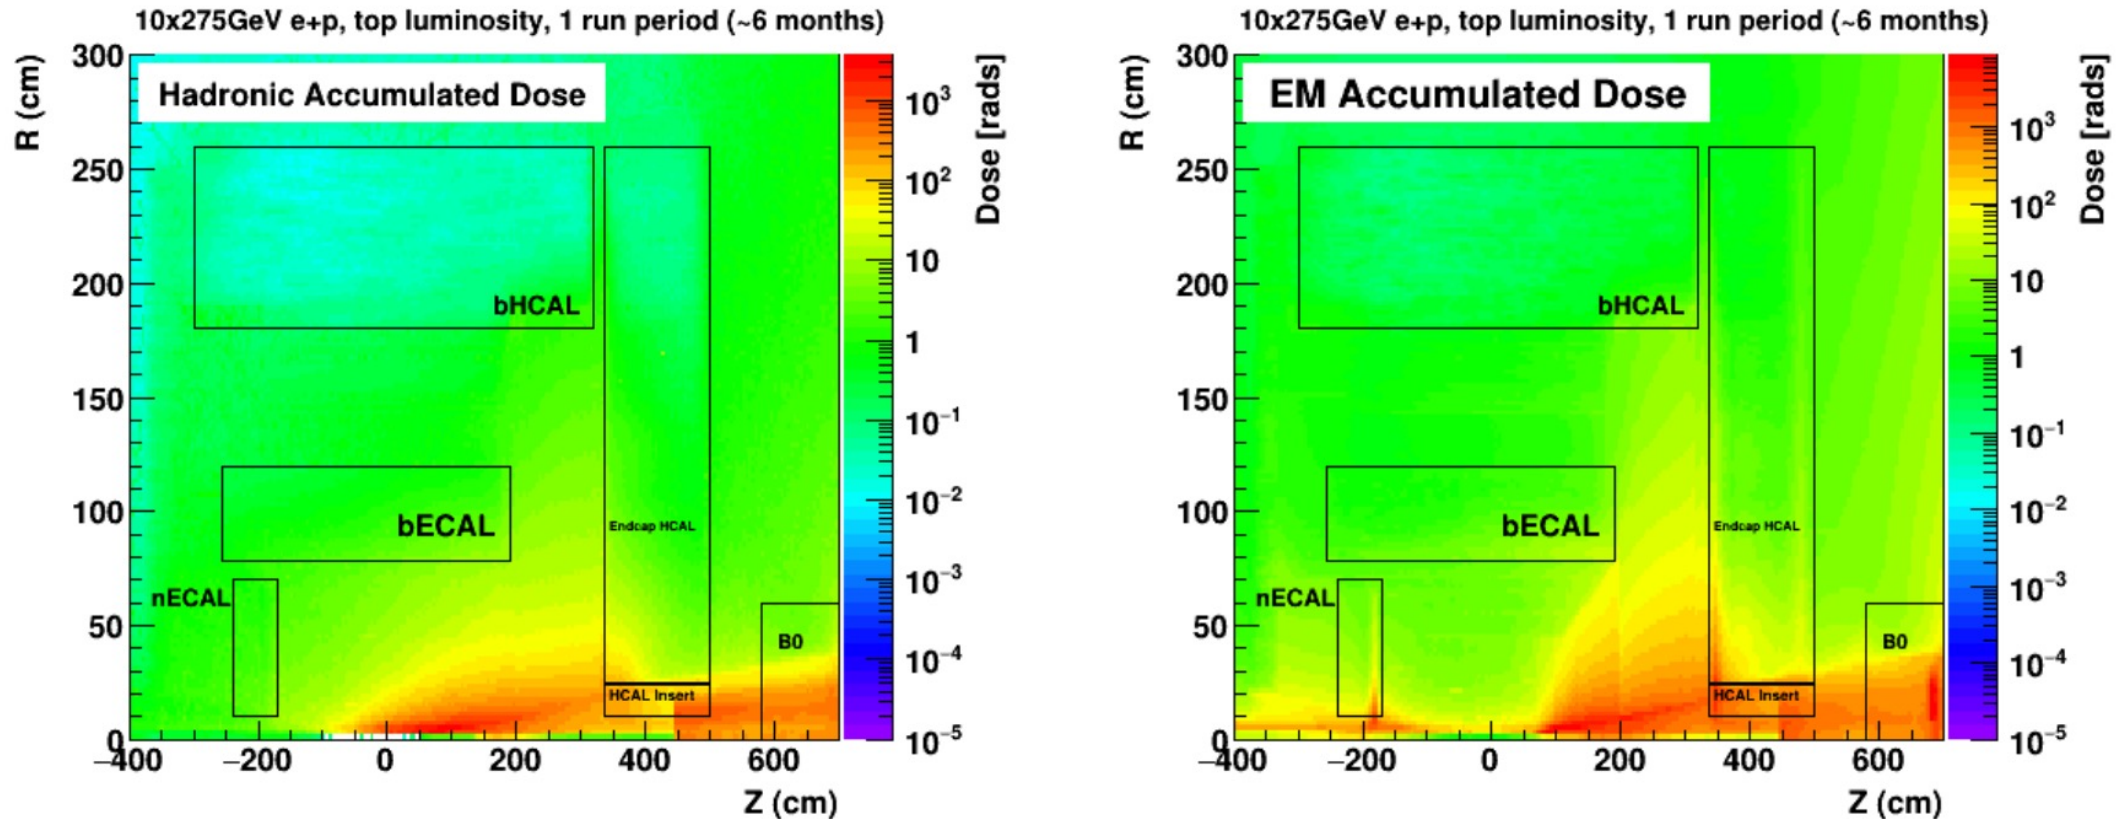 10x275GeV e+p, top luminosity, 1 run period (~6 months)
Hadronic Accumulated Dose
R (cm)
300
250
200
150
100
50
0
bHCAL
bECAL
nECAL
Endcap HCAL
HCAL Insert
B0
−400 −200 0 200 400 600
Z (cm)
Dose [rads]
10³
10²
10
1
10⁻¹
10⁻²
10⁻³
10⁻⁴
10⁻⁵
10x275GeV e+p, top luminosity, 1 run period (~6 months)
EM Accumulated Dose
R (cm)
300
250
200
150
100
50
0
bHCAL
bECAL
nECAL
Endcap HCAL
HCAL Insert
B0
−400 −200 0 200 400 600
Z (cm)
Dose [rads]
10³
10²
10
1
10⁻¹
10⁻²
10⁻³
10⁻⁴
10⁻⁵